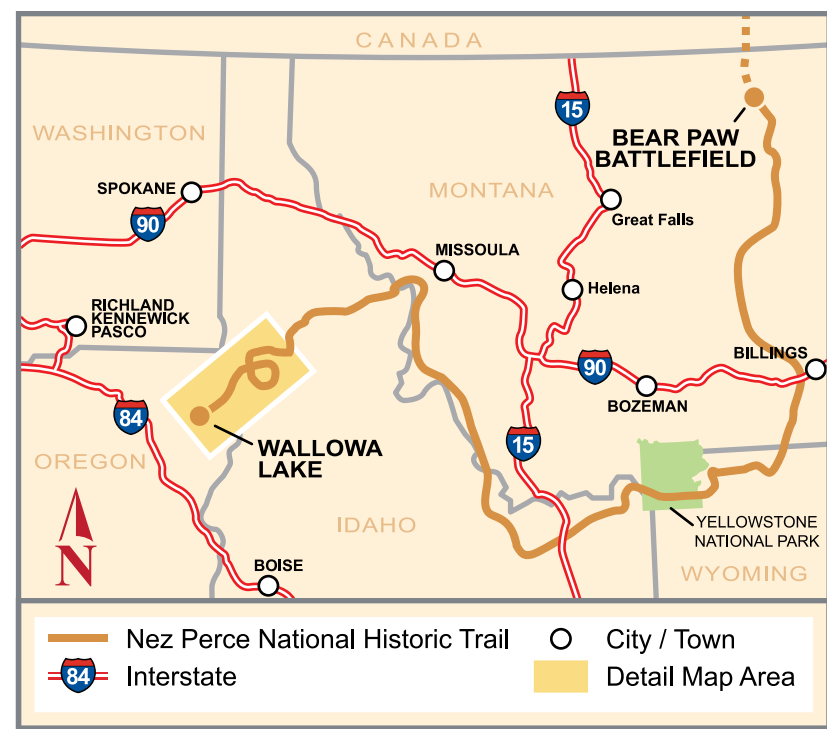 CANADA
WASHINGTON
15
BEAR PAW
BATTLEFIELD
SPOKANE
MONTANA
90
Great Falls
MISSOULA
Helena
RICHLAND
KENNEWICK
PASCO
BILLINGS
90
BOZEMAN
84
WALLOWA
LAKE
15
OREGON
IDAHO
YELLOWSTONE
NATIONAL PARK
N
BOISE
WYOMING
Nez Perce National Historic Trail
City / Town
84
Interstate
Detail Map Area